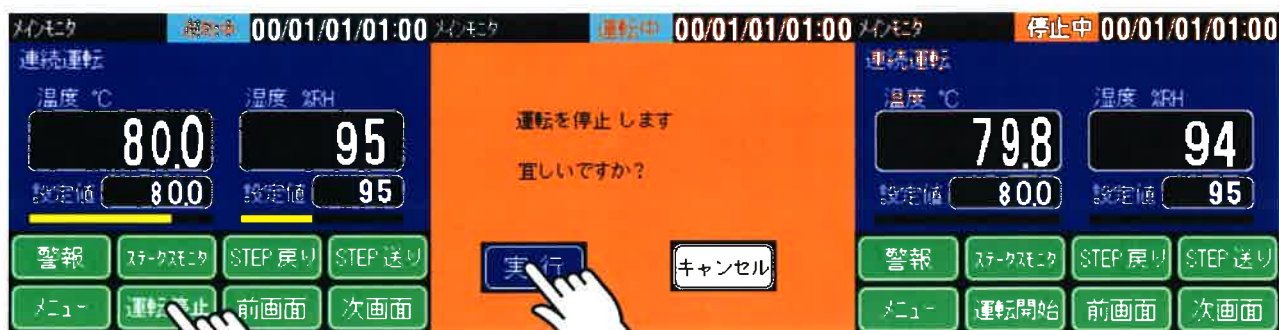 メインモニタ
運転中 00/01/01/01:00
連続運転
温度 ℃
湿度 %RH
80.0
95
設定値 80.0
設定値 95
警報
ステータスモニタ
STEP戻り
STEP送り
メニュー
運転停止
前画面
次画面
メインモニタ
運転中 00/01/01/01:00
運転を停止します
宜しいですか?
実行
キャンセル
メインモニタ
停止中 00/01/01/01:00
連続運転
温度 ℃
湿度 %RH
79.8
94
設定値 80.0
設定値 95
警報
ステータスモニタ
STEP戻り
STEP送り
メニュー
運転開始
前画面
次画面